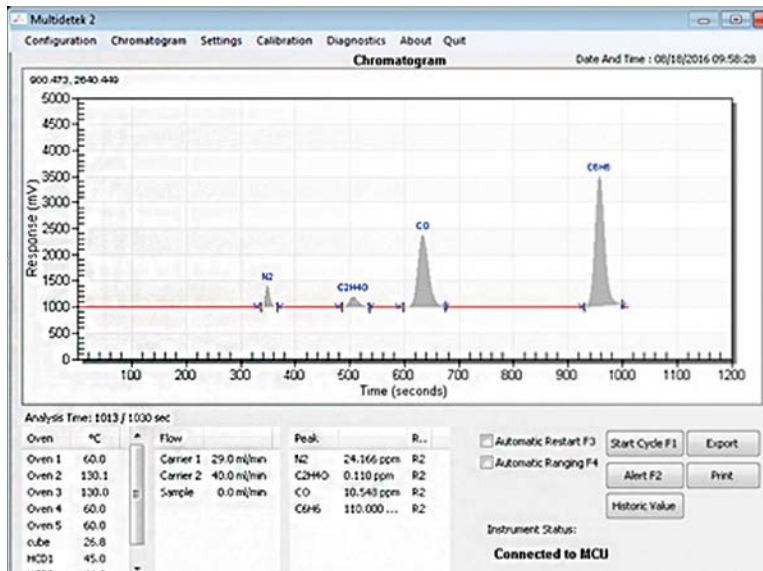 Multidetek 2
Configuration Chromatogram Settings Calibration Diagnostics About Quit
Chromatogram
Date And Time : 08/18/2016 09:58:28
900.473, 2640.449
5000
4500
4000
3500
3000
2500
2000
1500
1000
500
0
Response (mV)
N2
C2H4O
CO
C6H6
100 200 300 400 500 600 700 800 900 1000 1100 1200
Time (seconds)
Analysis Time: 1013 / 1030 sec
Oven °C
Oven 1 60.0
Oven 2 130.1
Oven 3 130.0
Oven 4 60.0
Oven 5 60.0
cube 26.8
HCD1 45.0
Flow
Carrier 1 29.0 ml/min
Carrier 2 40.0 ml/min
Sample 0.0 ml/min
Peak R..
N2 24.166 ppm R2
C2H4O 0.110 ppm R2
CO 10.548 ppm R2
C6H6 110.000 ... R2
Automatic Restart F3
Automatic Ranging F4
Start Cycle F1
Export
Alert F2
Print
Historic Value
Instrument Status:
Connected to MCU